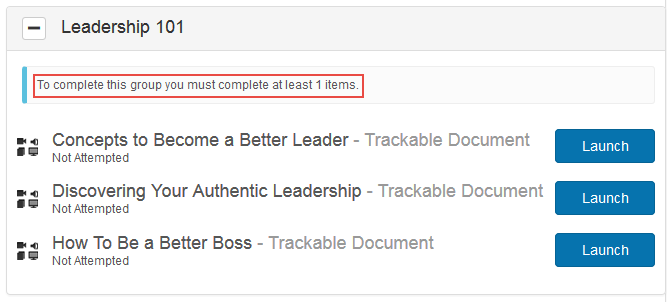 Leadership 101
To complete this group you must complete at least 1 items.
Concepts to Become a Better Leader - Trackable Document
Launch
Not Attempted
Discovering Your Authentic Leadership - Trackable Document
Launch
Not Attempted
How To Be a Better Boss - Trackable Document
Launch
Not Attempted